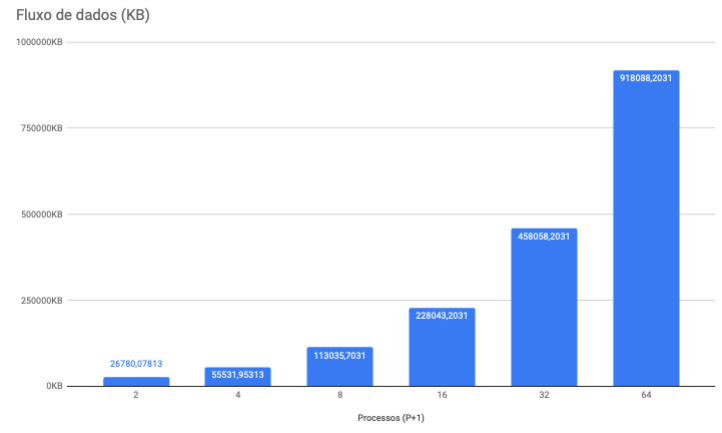 Fluxo de dados (KB)
1000000KB
918088,2031
750000KB
500000KB
458058,2031
250000KB
228043,2031
113035,7031
26780,07813
55531,95313
0KB
2 4 8 16 32 64
Processos (P+1)